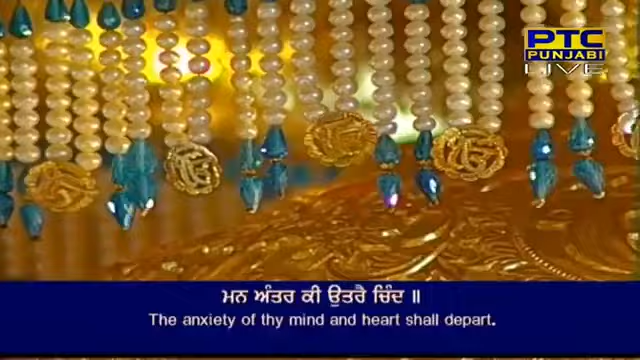 PTC
PUNJABI
LIVE
ਮਨ ਅੰਤਰ ਕੀ ਉਤਰੈ ਚਿੰਦ ॥
The anxiety of thy mind and heart shall depart.